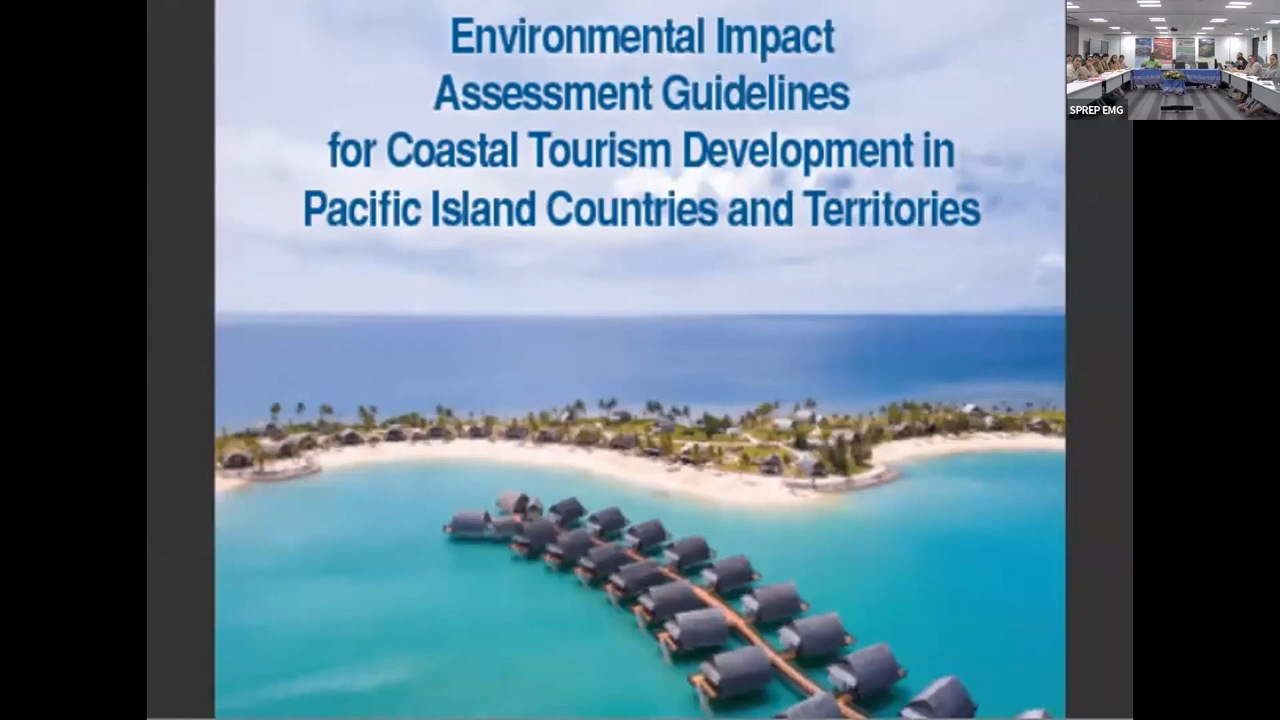 Environmental Impact
Assessment Guidelines
for Coastal Tourism Development in
Pacific Island Countries and Territories
SPREP EMG